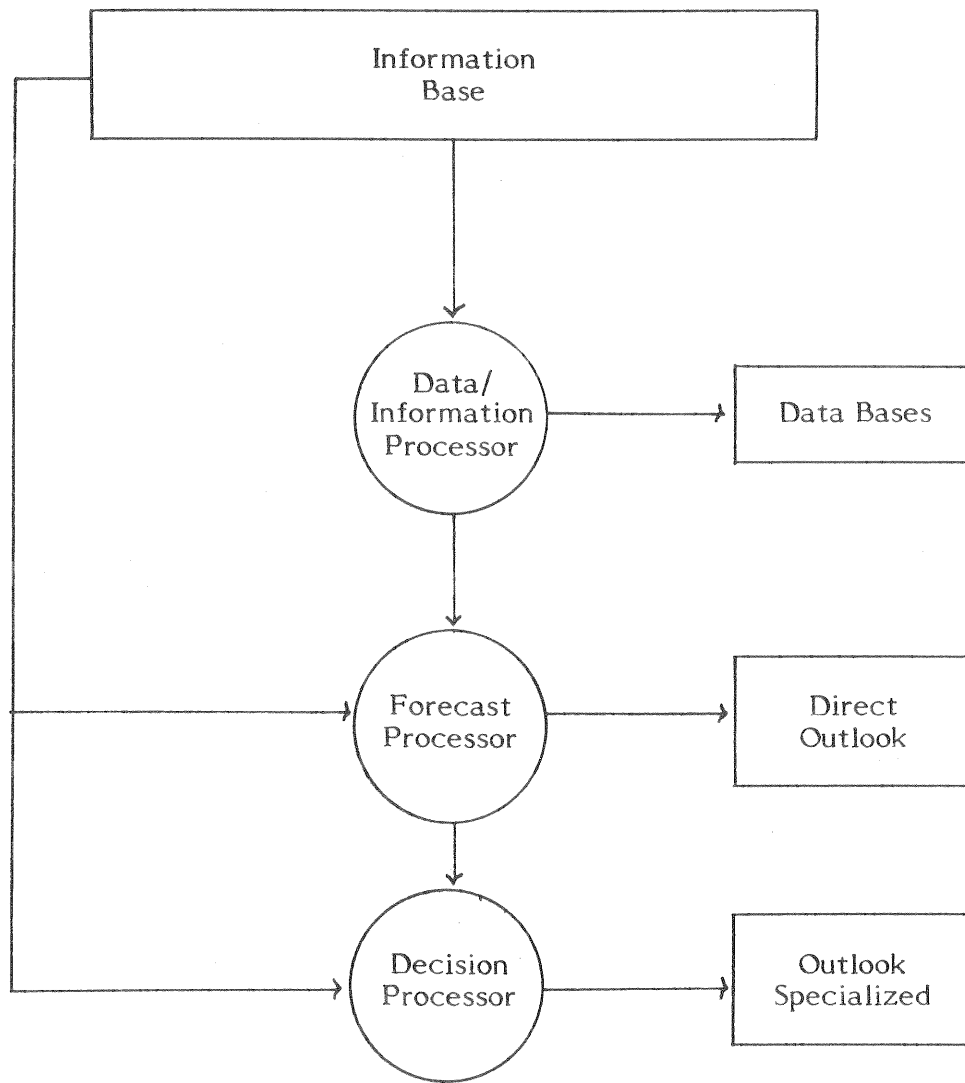 Information
Base
Data/
Information
Processor
Data Bases
Forecast
Processor
Direct
Outlook
Decision
Processor
Outlook
Specialized